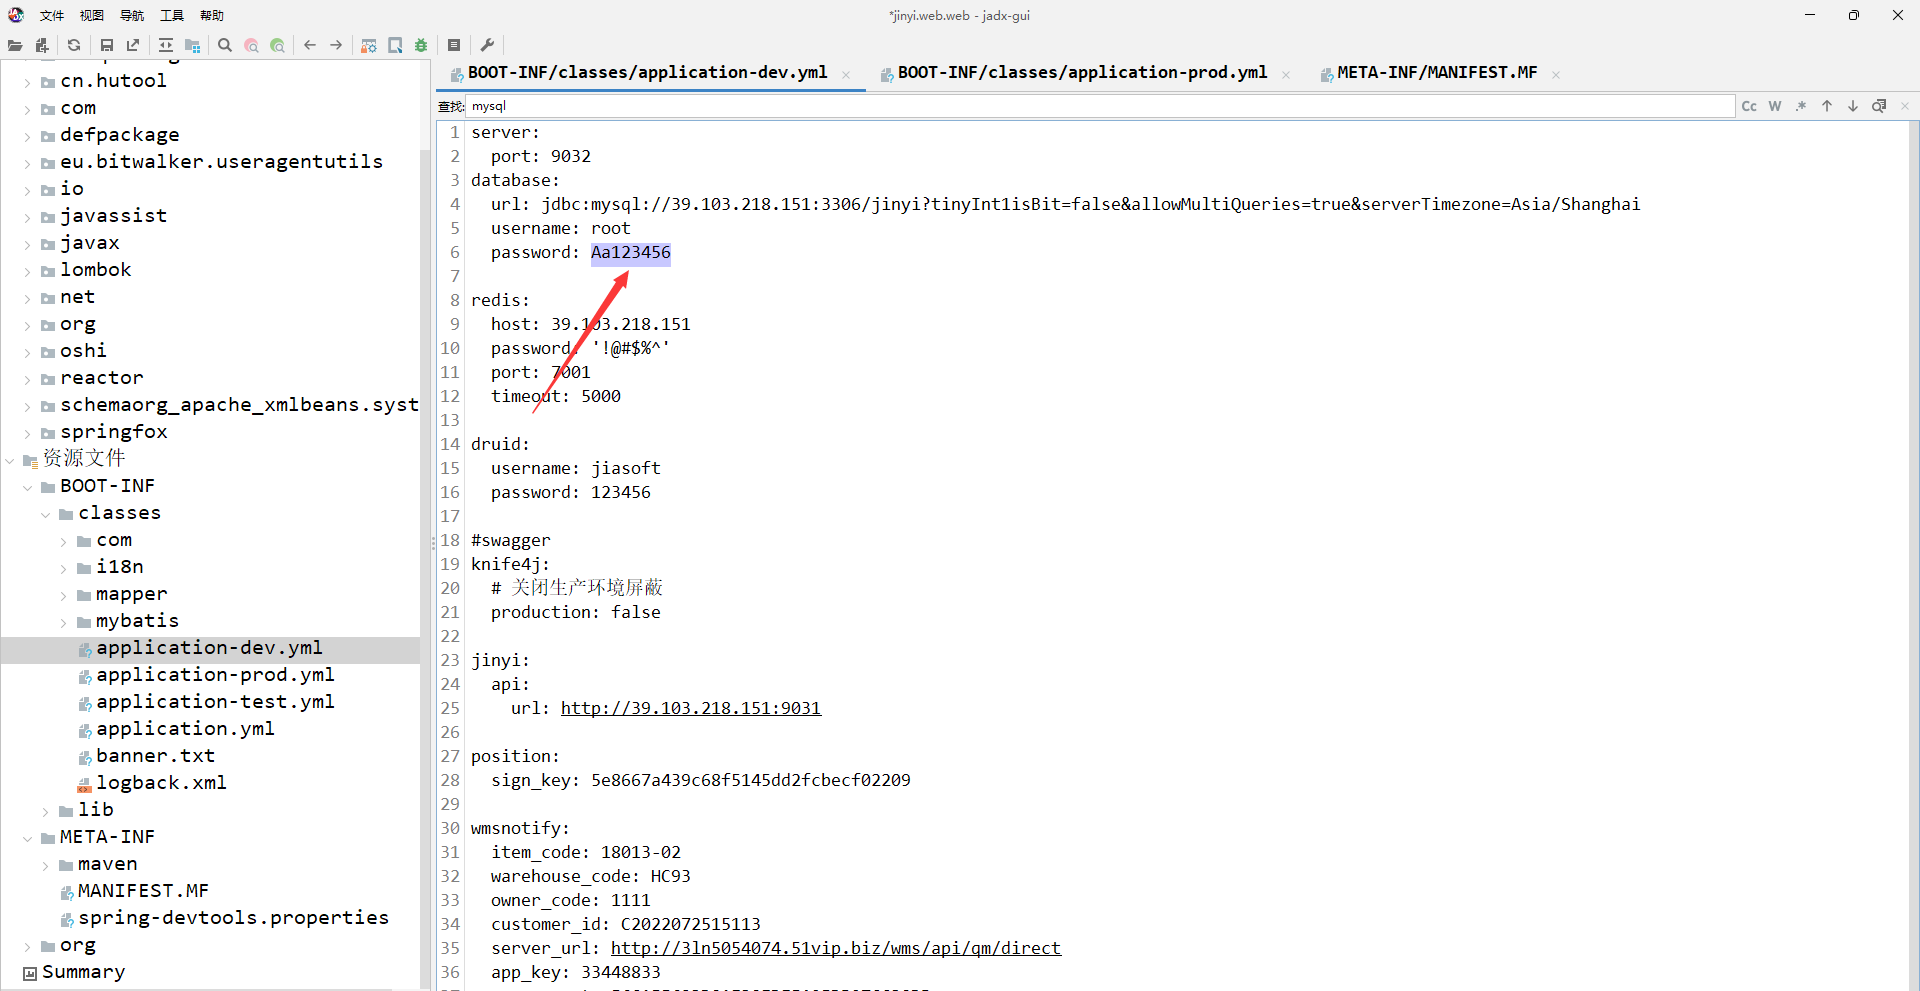 *jinyi.web.web - jadx-gui
文件 视图 导航 工具 帮助
cn.hutool
com
defpackage
eu.bitwalker.useragentutils
io
javassist
javax
lombok
net
org
oshi
reactor
schemaorg_apache_xmlbeans.syst
springfox
资源文件
BOOT-INF
classes
com
i18n
mapper
mybatis
application-dev.yml
application-prod.yml
application-test.yml
application.yml
banner.txt
logback.xml
lib
META-INF
maven
MANIFEST.MF
spring-devtools.properties
org
Summary
BOOT-INF/classes/application-dev.yml BOOT-INF/classes/application-prod.yml META-INF/MANIFEST.MF
查找: mysql Cc W .*
1 server:
2 port: 9032
3 database:
4 url: jdbc:mysql://39.103.218.151:3306/jinyi?tinyInt1isBit=false&allowMultiQueries=true&serverTimezone=Asia/Shanghai
5 username: root
6 password: Aa123456
7
8 redis:
9 host: 39.103.218.151
10 password: '!@#$%^'
11 port: 7001
12 timeout: 5000
13
14 druid:
15 username: jiasoft
16 password: 123456
17
18 #swagger
19 knife4j:
20 # 关闭生产环境屏蔽
21 production: false
22
23 jinyi:
24 api:
25 url: http://39.103.218.151:9031
26
27 position:
28 sign_key: 5e8667a439c68f5145dd2fcbecf02209
29
30 wmsnotify:
31 item_code: 18013-02
32 warehouse_code: HC93
33 owner_code: 1111
34 customer_id: C2022072515113
35 server_url: http://3ln5054074.51vip.biz/wms/api/qm/direct
36 app_key: 33448833